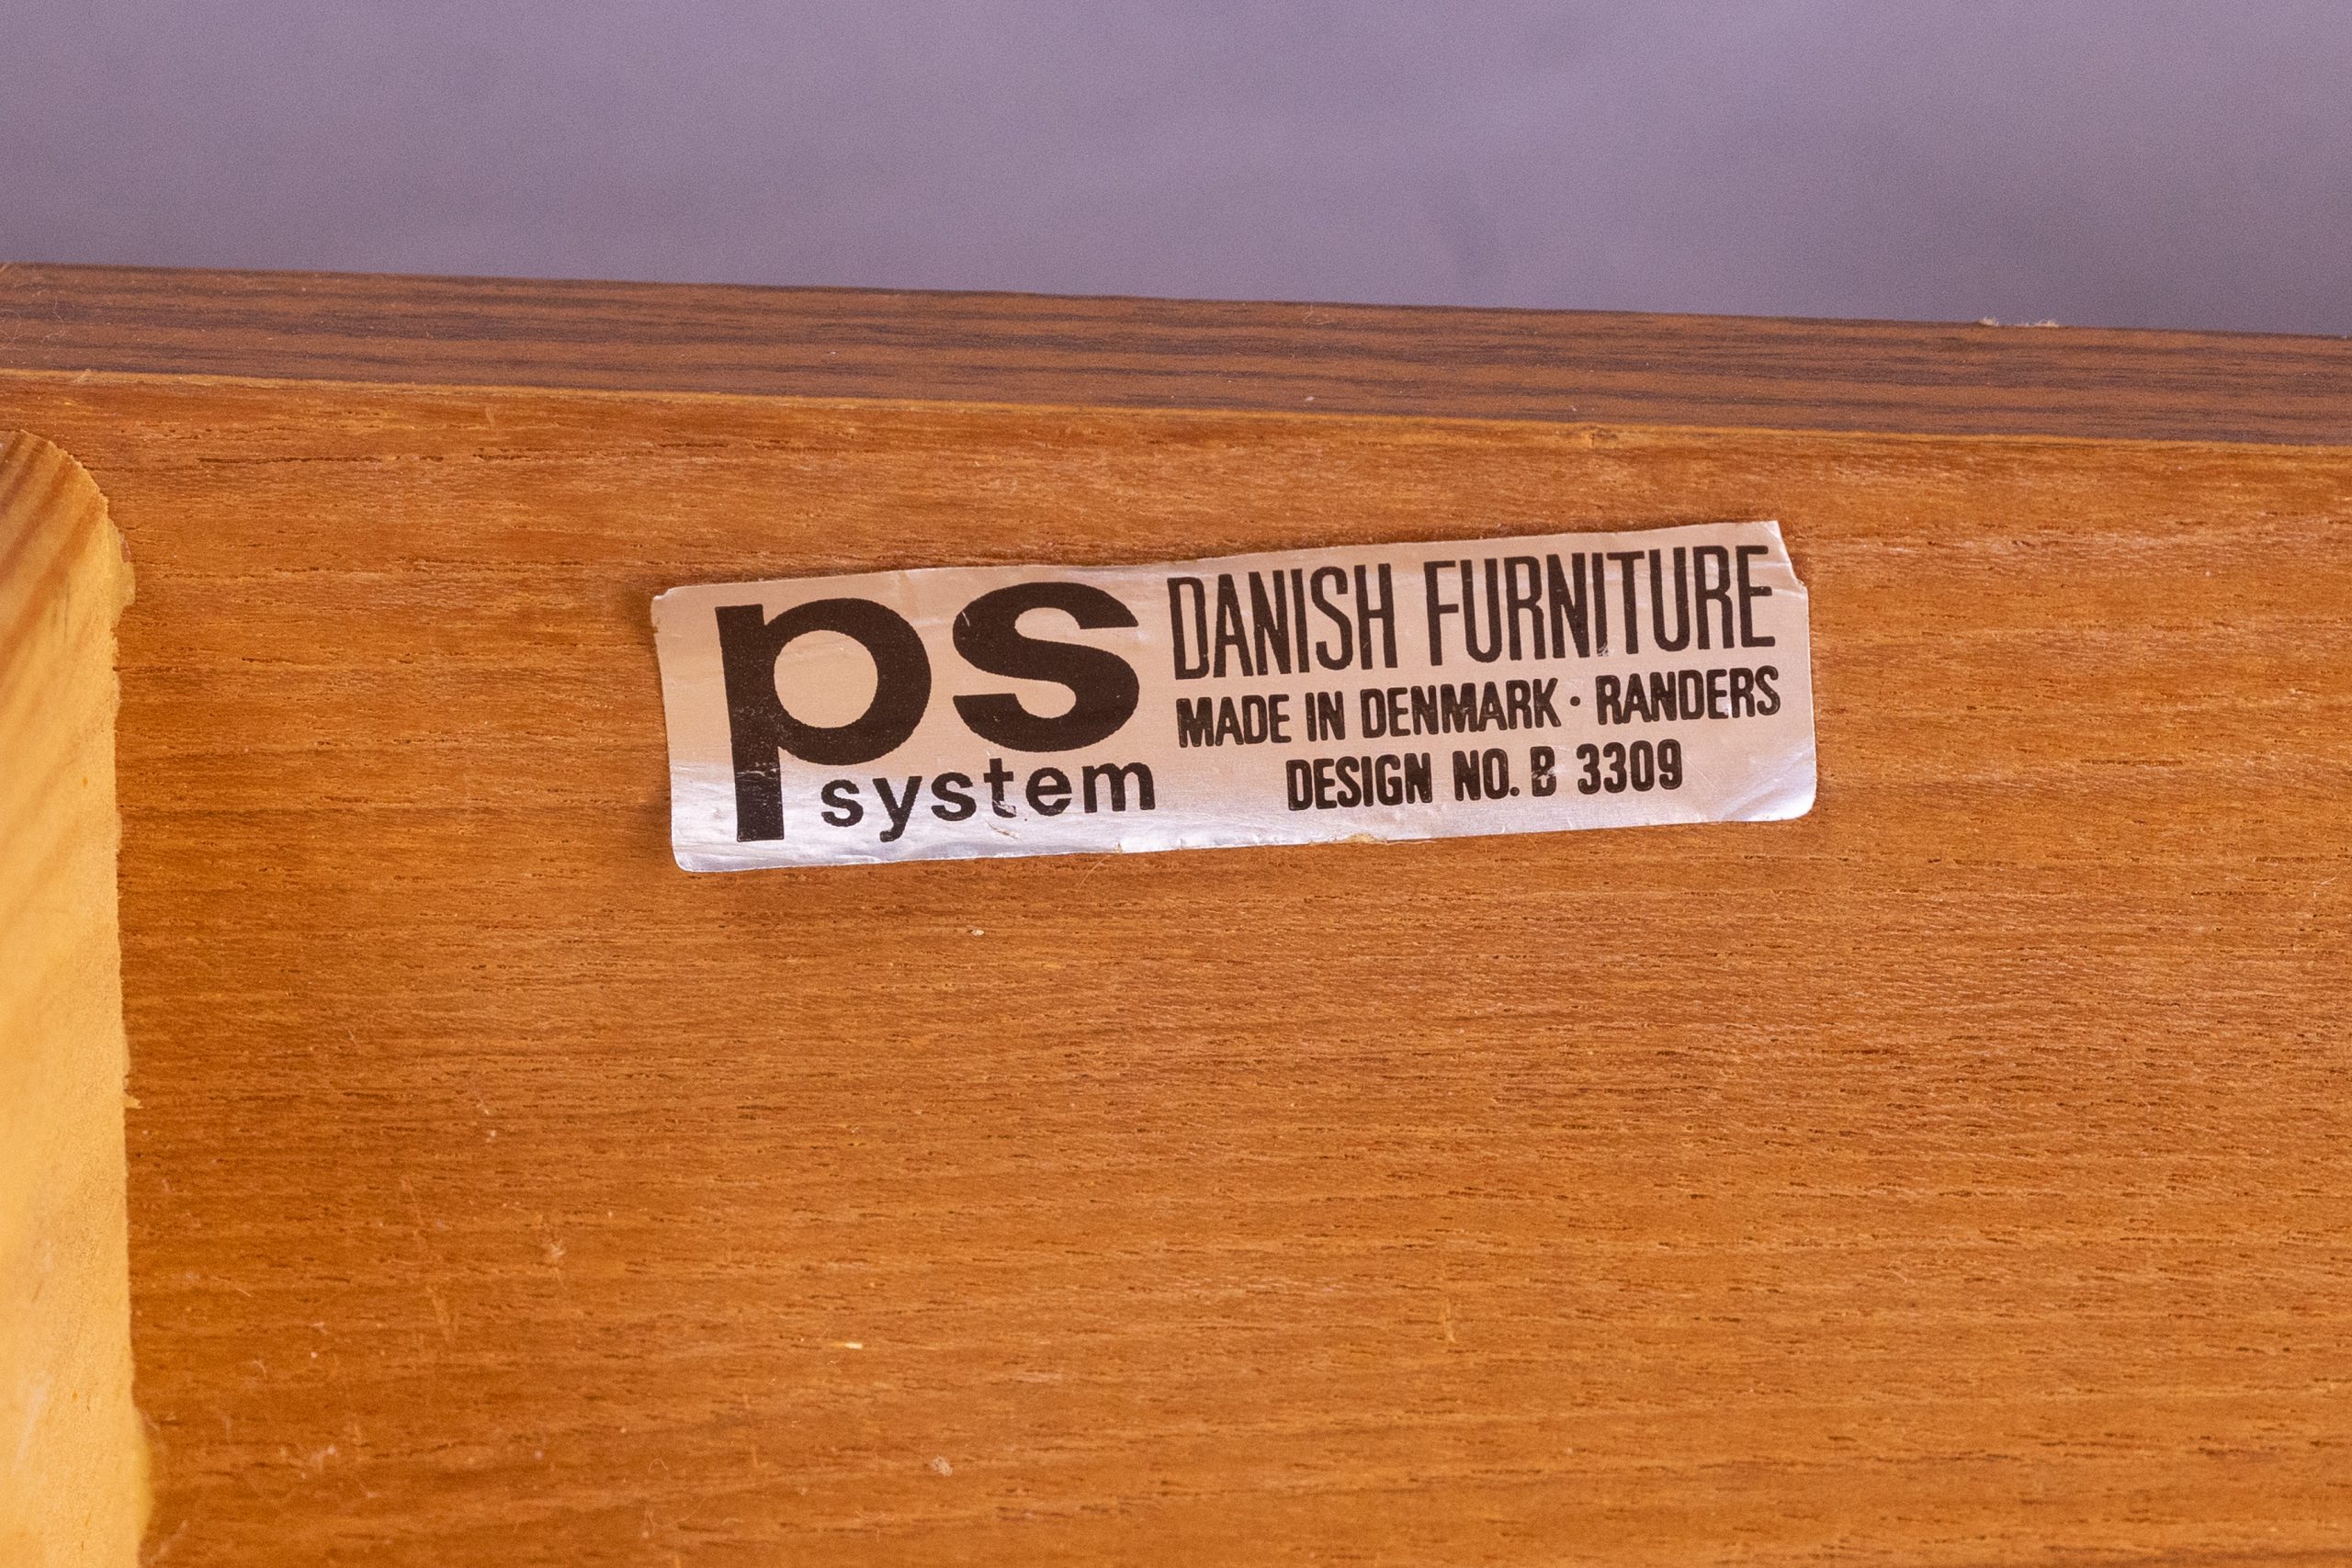 ps
system
DANISH FURNITURE
MADE IN DENMARK · RANDERS
DESIGN NO. B 3309